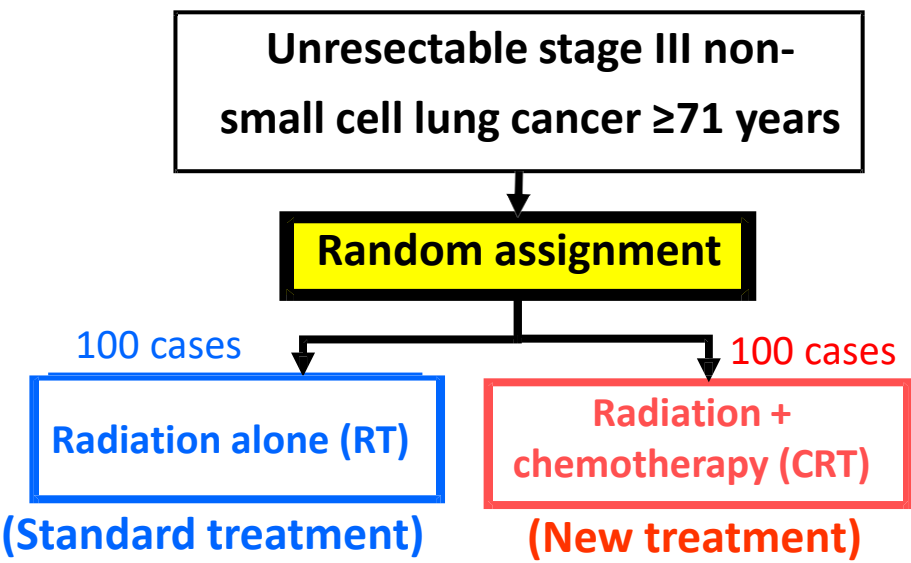 Unresectable stage III non-
small cell lung cancer ≥71 years
Random assignment
100 cases
100 cases
Radiation alone (RT)
Radiation +
chemotherapy (CRT)
(Standard treatment)
(New treatment)